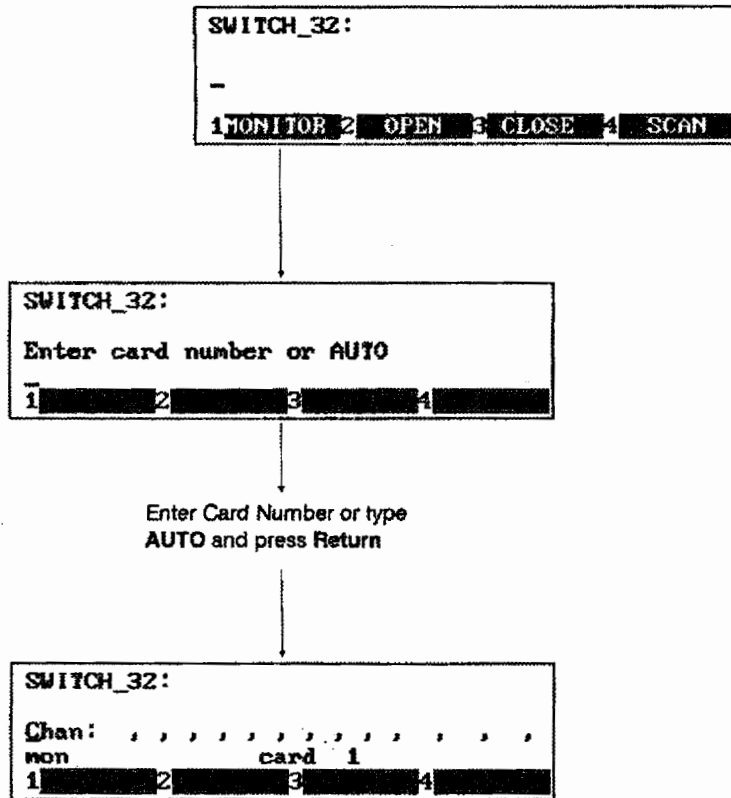 SWITCH_32:
_
1 MONITOR 2 OPEN 3 CLOSE 4 SCAN
SWITCH_32:
Enter card number or AUTO
_
1 2 3 4
Enter Card Number or type
AUTO and press Return
SWITCH_32:
Chan: , , , , , , , , , , , , ,
mon card 1
1 2 3 4